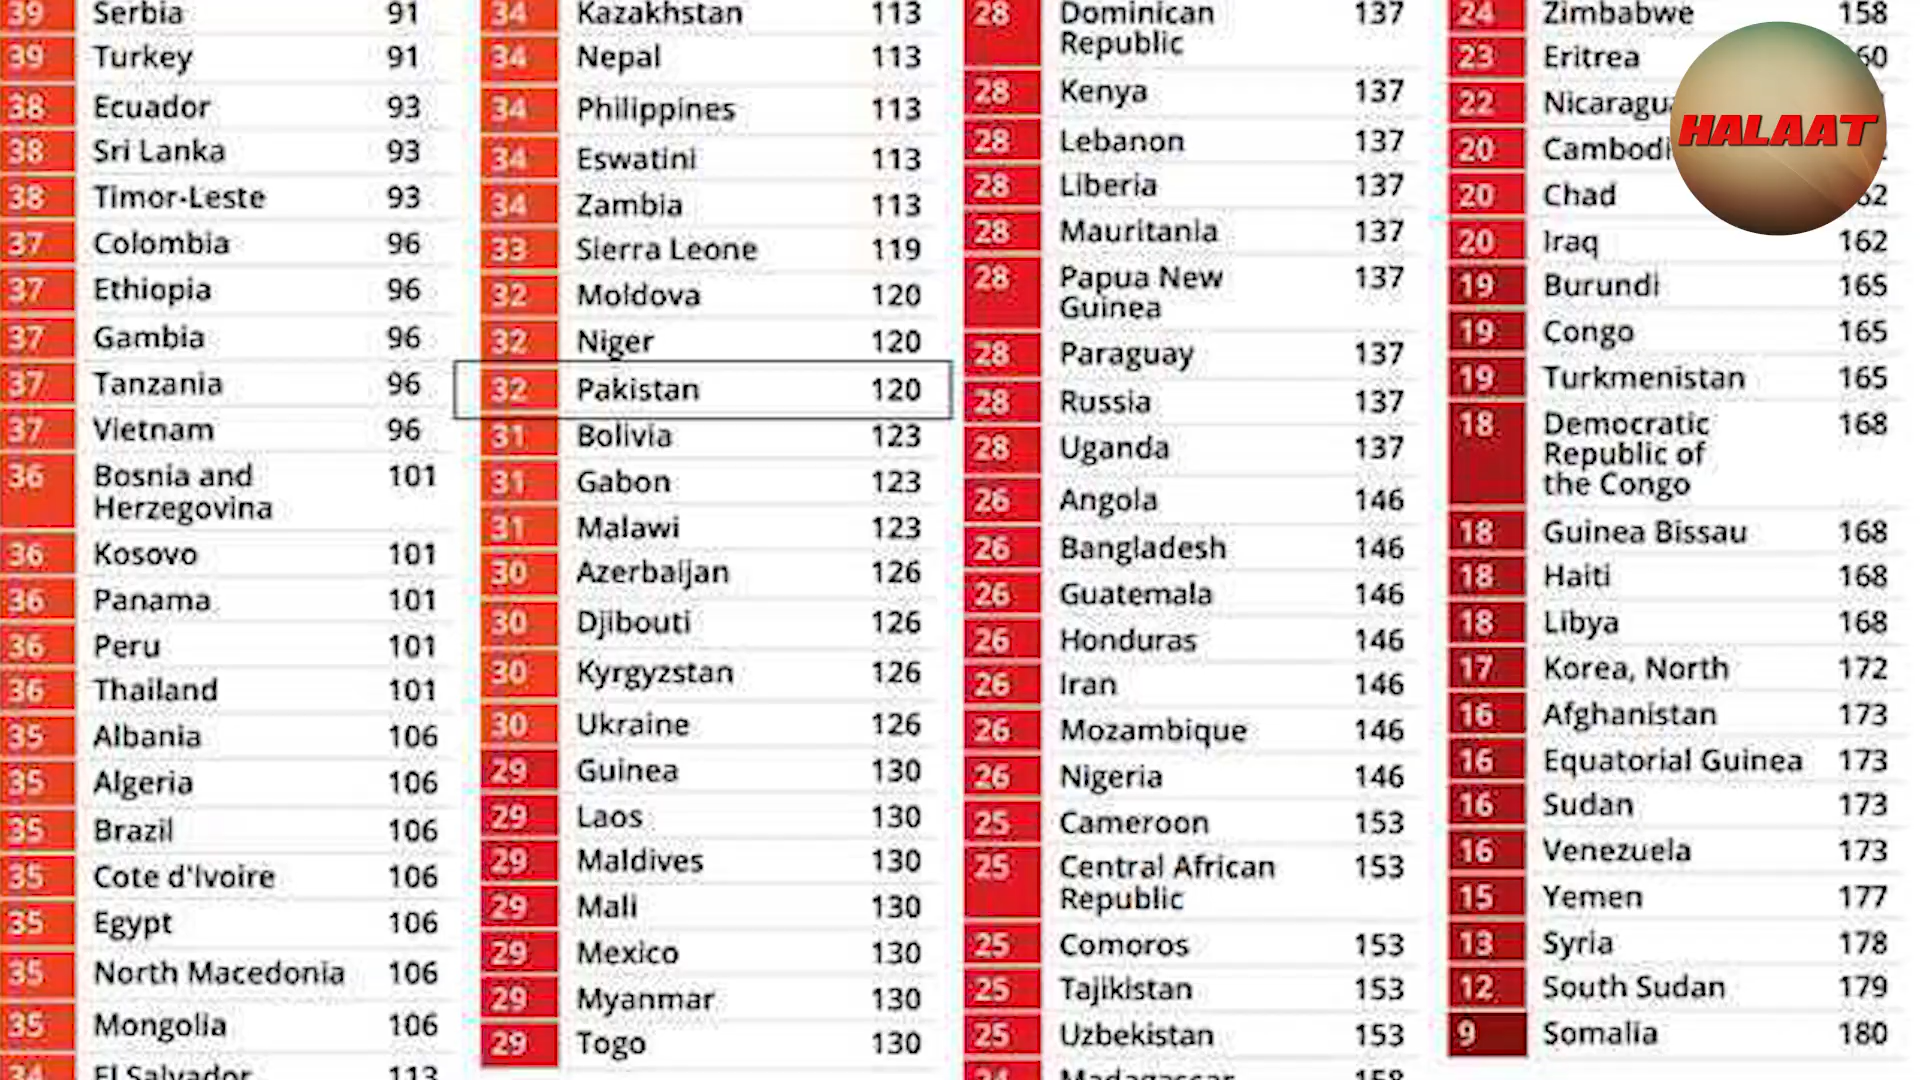 39 Serbia 91
39 Turkey 91
38 Ecuador 93
38 Sri Lanka 93
38 Timor-Leste 93
37 Colombia 96
37 Ethiopia 96
37 Gambia 96
37 Tanzania 96
37 Vietnam 96
36 Bosnia and 101
Herzegovina
36 Kosovo 101
36 Panama 101
36 Peru 101
36 Thailand 101
35 Albania 106
35 Algeria 106
35 Brazil 106
35 Cote d'Ivoire 106
35 Egypt 106
35 North Macedonia 106
35 Mongolia 106
34 El Salvador 113
34 Kazakhstan 113
34 Nepal 113
34 Philippines 113
34 Eswatini 113
34 Zambia 113
33 Sierra Leone 119
32 Moldova 120
32 Niger 120
32 Pakistan 120
31 Bolivia 123
31 Gabon 123
31 Malawi 123
30 Azerbaijan 126
30 Djibouti 126
30 Kyrgyzstan 126
30 Ukraine 126
29 Guinea 130
29 Laos 130
29 Maldives 130
29 Mali 130
29 Mexico 130
29 Myanmar 130
29 Togo 130
28 Dominican 137
Republic
28 Kenya 137
28 Lebanon 137
28 Liberia 137
28 Mauritania 137
28 Papua New 137
Guinea
28 Paraguay 137
28 Russia 137
28 Uganda 137
26 Angola 146
26 Bangladesh 146
26 Guatemala 146
26 Honduras 146
26 Iran 146
26 Mozambique 146
26 Nigeria 146
25 Cameroon 153
25 Central African 153
Republic
25 Comoros 153
25 Tajikistan 153
25 Uzbekistan 153
24 Madagascar 158
24 Zimbabwe 158
23 Eritrea 60
22 Nicaragu
20 Cambodi
20 Chad 62
20 Iraq 162
19 Burundi 165
19 Congo 165
19 Turkmenistan 165
18 Democratic 168
Republic of
the Congo
18 Guinea Bissau 168
18 Haiti 168
18 Libya 168
17 Korea, North 172
16 Afghanistan 173
16 Equatorial Guinea 173
16 Sudan 173
16 Venezuela 173
15 Yemen 177
13 Syria 178
12 South Sudan 179
9 Somalia 180
HALAAT